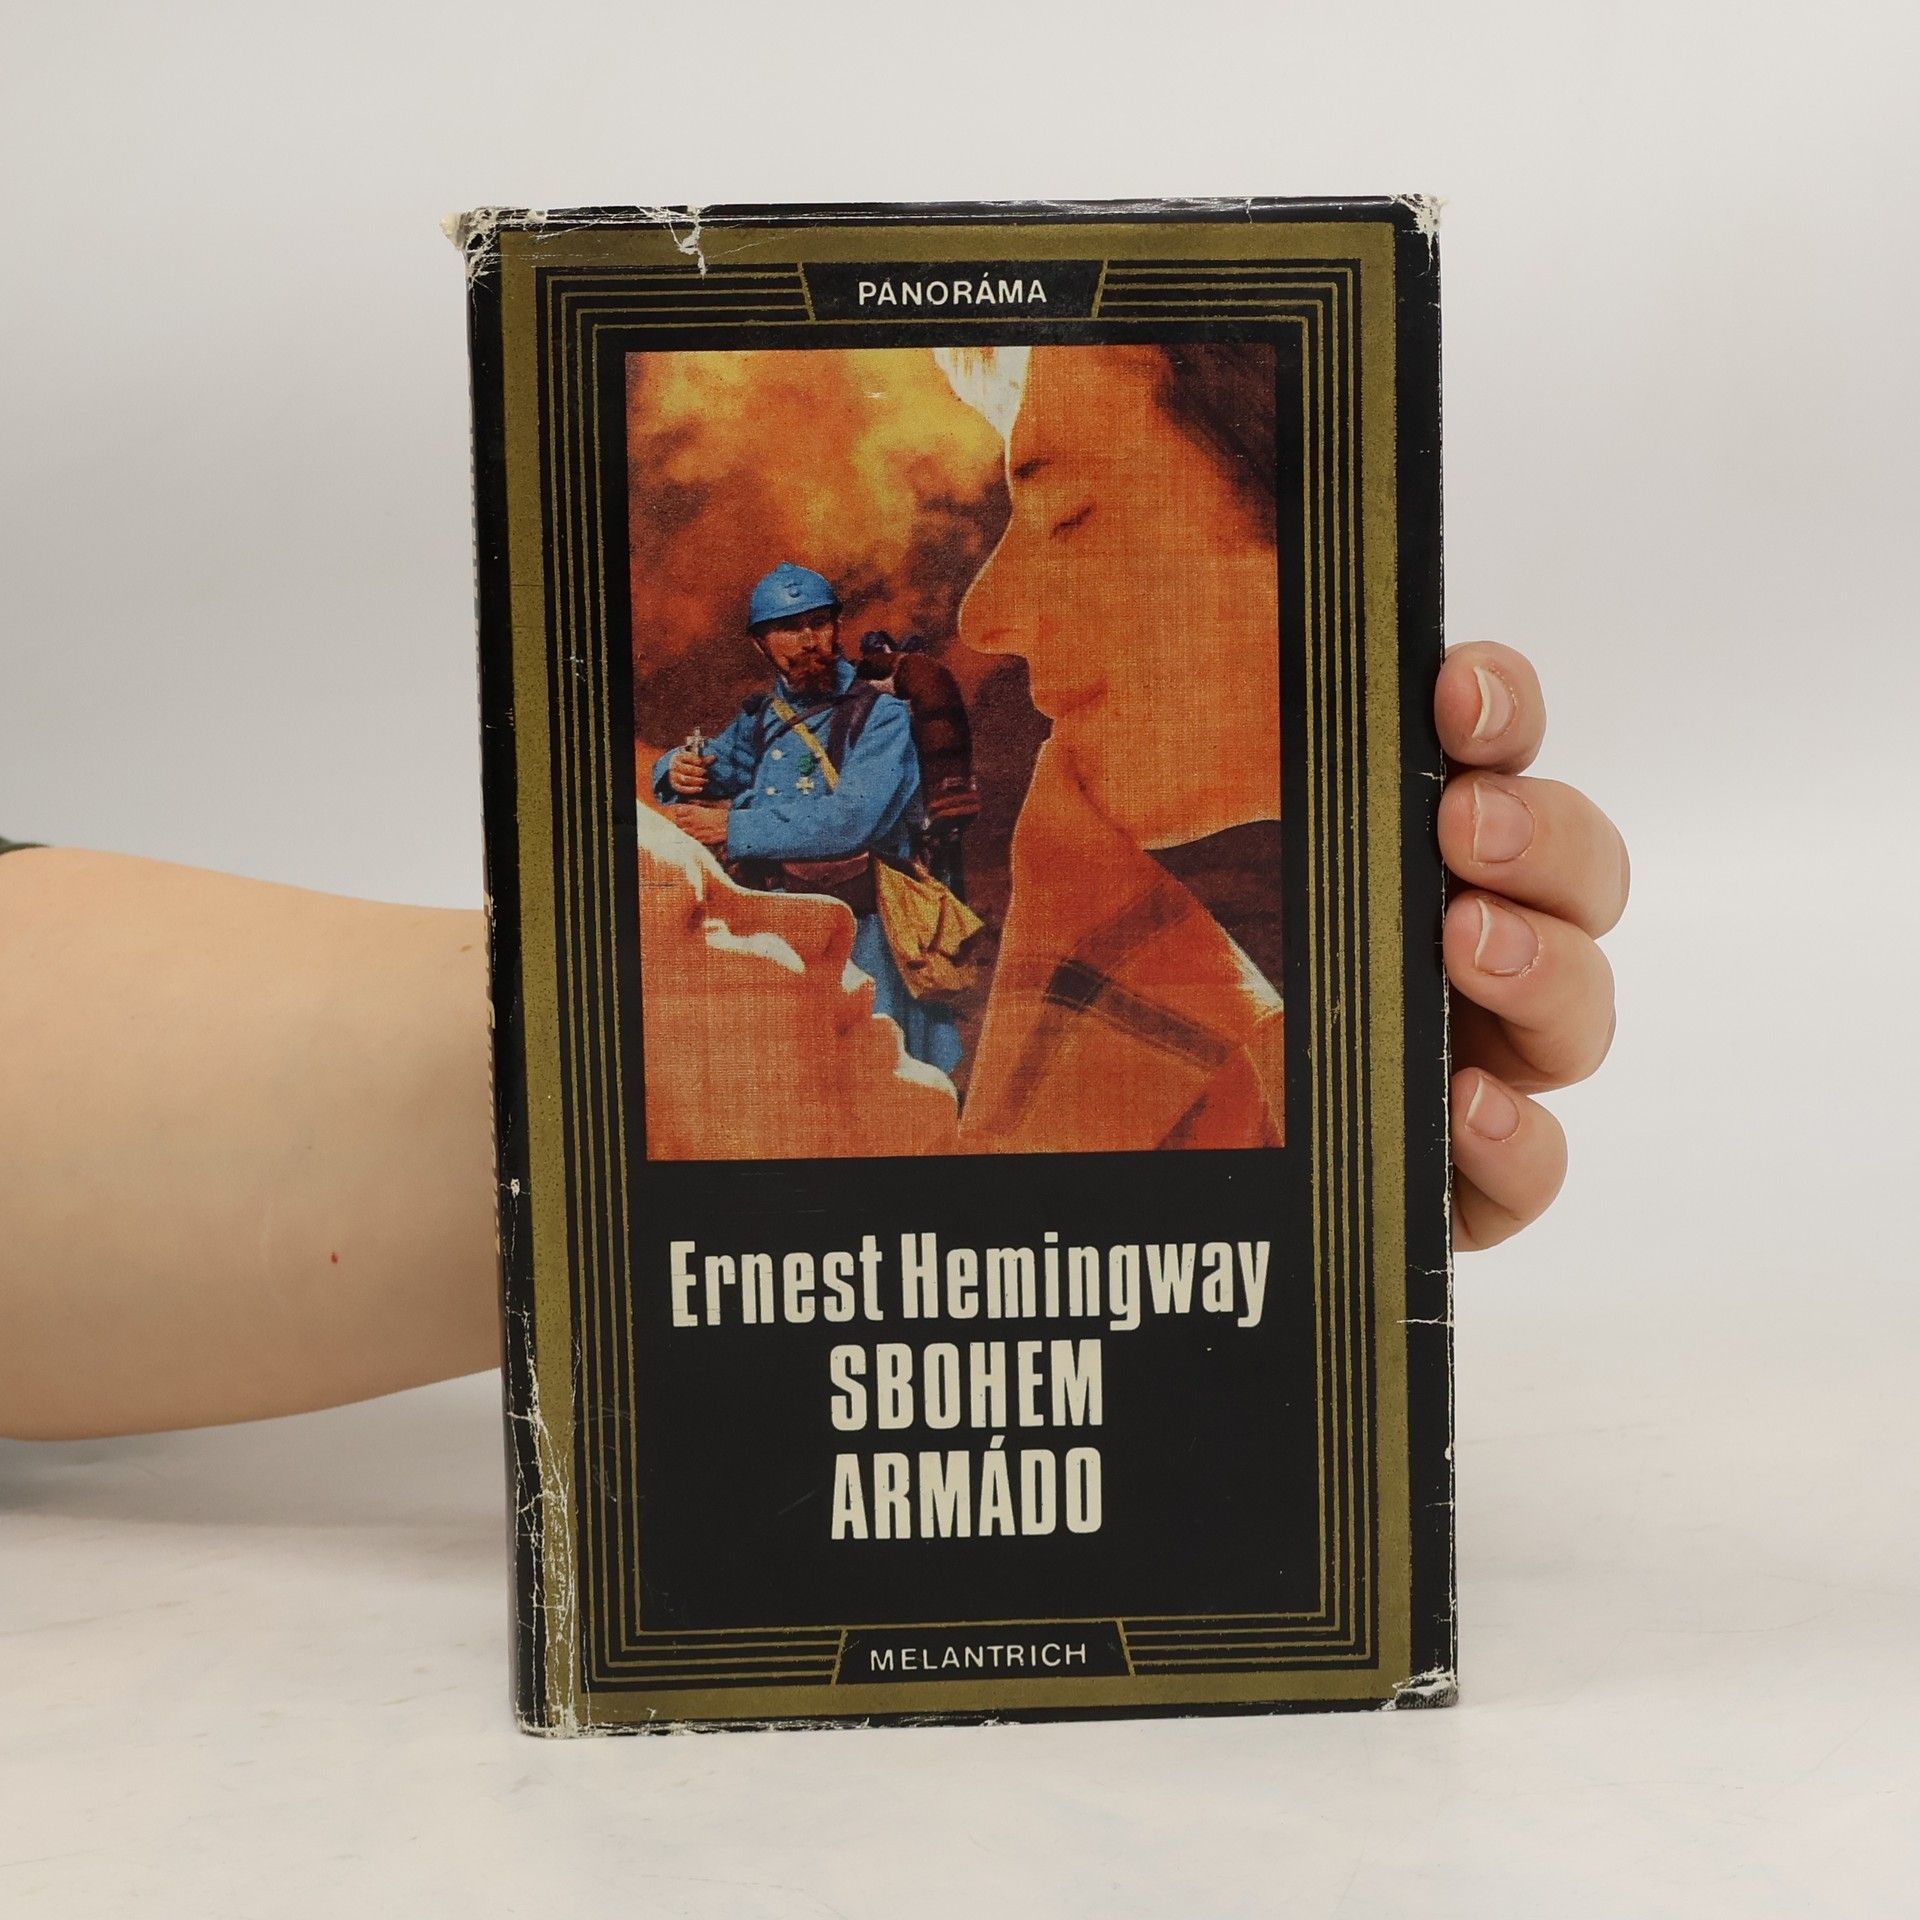 PANORÁMA
Ernest Hemingway
SBOHEM
ARMÁDO
MELANTRICH